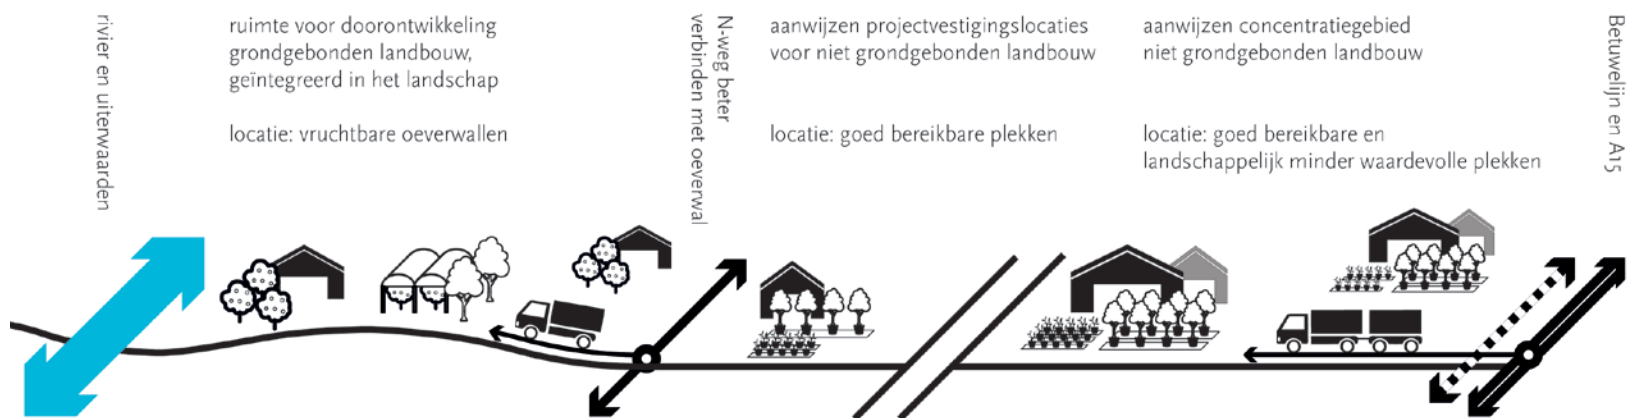 rivier en uiterwaarden
ruimte voor doorontwikkeling
grondgebonden landbouw,
geïntegreerd in het landschap
locatie: vruchtbare oeverwallen
N-weg beter
verbinden met oeverwal
aanwijzen projectvestigingslocaties
voor niet grondgebonden landbouw
locatie: goed bereikbare plekken
aanwijzen concentratiegebied
niet grondgebonden landbouw
locatie: goed bereikbare en
landschappelijk minder waardevolle plekken
Betuwelijn en A15